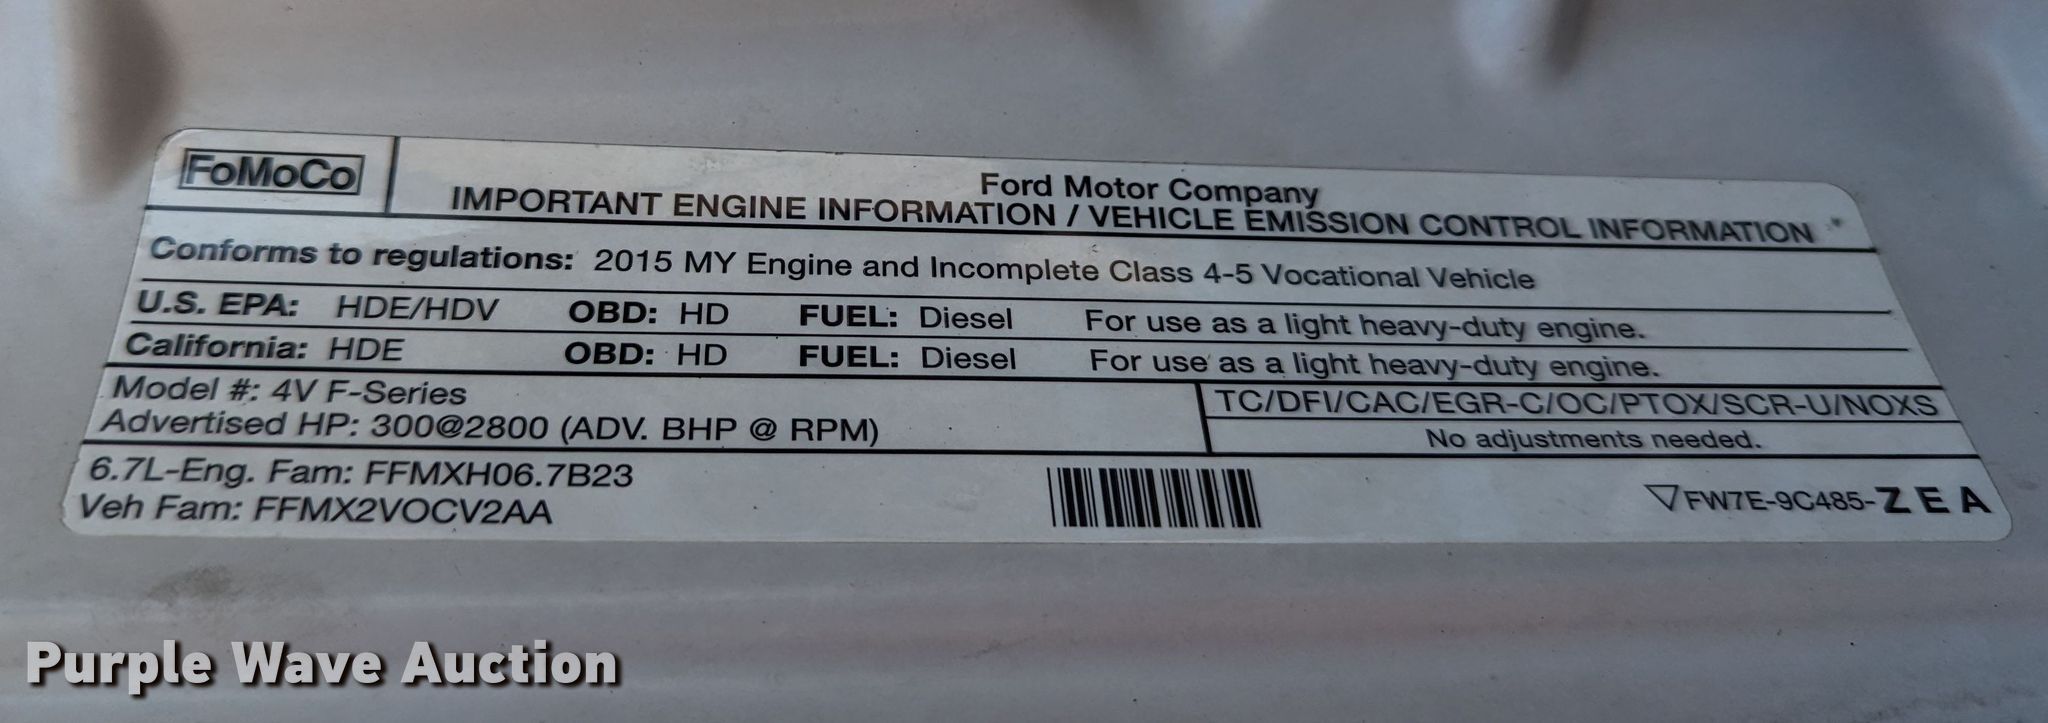 FoMoCo
Ford Motor Company
IMPORTANT ENGINE INFORMATION / VEHICLE EMISSION CONTROL INFORMATION
Conforms to regulations: 2015 MY Engine and Incomplete Class 4-5 Vocational Vehicle
U.S. EPA: HDE/HDV OBD: HD FUEL: Diesel For use as a light heavy-duty engine.
California: HDE OBD: HD FUEL: Diesel For use as a light heavy-duty engine.
Model #: 4V F-Series
Advertised HP: 300@2800 (ADV. BHP @ RPM)
TC/DFI/CAC/EGR-C/OC/PTOX/SCR-U/NOXS
No adjustments needed.
6.7L-Eng. Fam: FFMXH06.7B23
Veh Fam: FFMX2VOCV2AA
▽FW7E-9C485-ZEA
Purple Wave Auction